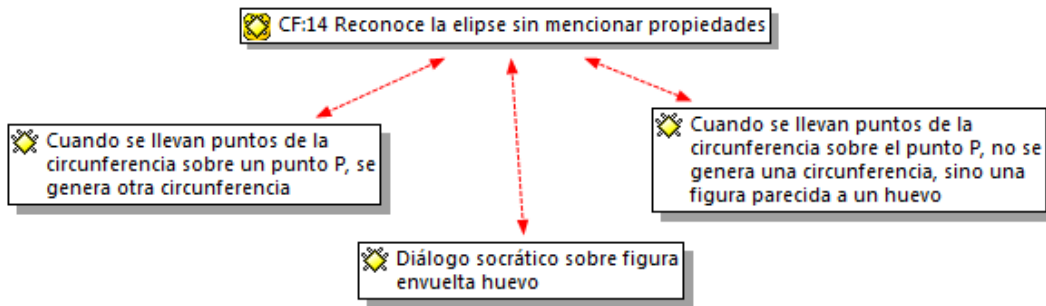 CF:14 Reconoce la elipse sin mencionar propiedades
Cuando se llevan puntos de la
circunferencia sobre un punto P, se
genera otra circunferencia
Cuando se llevan puntos de la
circunferencia sobre el punto P, no se
genera una circunferencia, sino una
figura parecida a un huevo
Diálogo socrático sobre figura
envuelta huevo